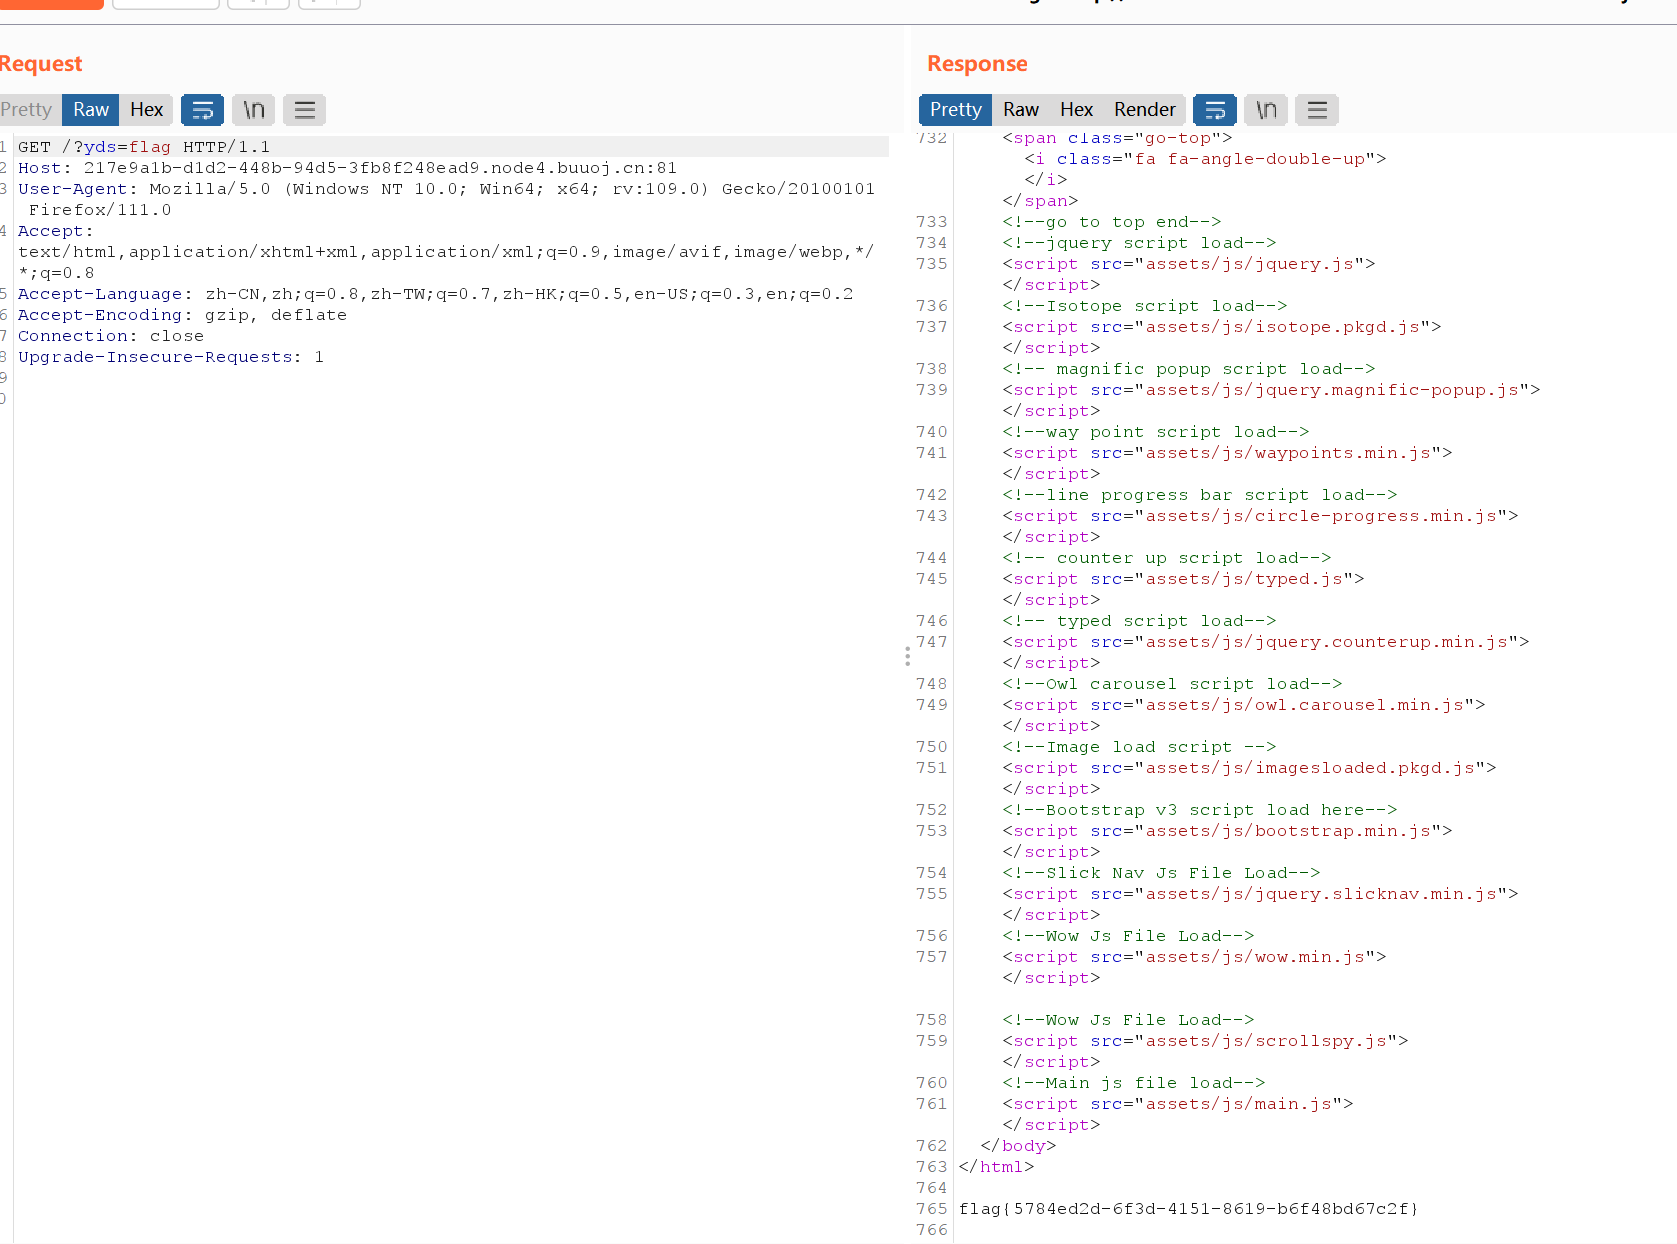 Request
Pretty Raw Hex \n
1 GET /?yds=flag HTTP/1.1
2 Host: 217e9a1b-d1d2-448b-94d5-3fb8f248ead9.node4.buuoj.cn:81
3 User-Agent: Mozilla/5.0 (Windows NT 10.0; Win64; x64; rv:109.0) Gecko/20100101
Firefox/111.0
4 Accept:
text/html,application/xhtml+xml,application/xml;q=0.9,image/avif,image/webp,*/
*;q=0.8
5 Accept-Language: zh-CN,zh;q=0.8,zh-TW;q=0.7,zh-HK;q=0.5,en-US;q=0.3,en;q=0.2
6 Accept-Encoding: gzip, deflate
7 Connection: close
8 Upgrade-Insecure-Requests: 1
9
0
Response
Pretty Raw Hex Render \n
732 <span class="go-top">
<i class="fa fa-angle-double-up">
</i>
</span>
733 <!--go to top end-->
734 <!--jquery script load-->
735 <script src="assets/js/jquery.js">
</script>
736 <!--Isotope script load-->
737 <script src="assets/js/isotope.pkgd.js">
</script>
738 <!-- magnific popup script load-->
739 <script src="assets/js/jquery.magnific-popup.js">
</script>
740 <!--way point script load-->
741 <script src="assets/js/waypoints.min.js">
</script>
742 <!--line progress bar script load-->
743 <script src="assets/js/circle-progress.min.js">
</script>
744 <!-- counter up script load-->
745 <script src="assets/js/typed.js">
</script>
746 <!-- typed script load-->
747 <script src="assets/js/jquery.counterup.min.js">
</script>
748 <!--Owl carousel script load-->
749 <script src="assets/js/owl.carousel.min.js">
</script>
750 <!--Image load script -->
751 <script src="assets/js/imagesloaded.pkgd.js">
</script>
752 <!--Bootstrap v3 script load here-->
753 <script src="assets/js/bootstrap.min.js">
</script>
754 <!--Slick Nav Js File Load-->
755 <script src="assets/js/jquery.slicknav.min.js">
</script>
756 <!--Wow Js File Load-->
757 <script src="assets/js/wow.min.js">
</script>
758 <!--Wow Js File Load-->
759 <script src="assets/js/scrollspy.js">
</script>
760 <!--Main js file load-->
761 <script src="assets/js/main.js">
</script>
762 </body>
763 </html>
764
765 flag{5784ed2d-6f3d-4151-8619-b6f48bd67c2f}
766